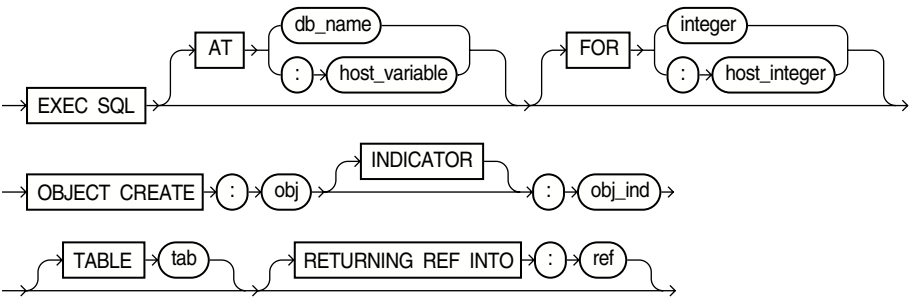 AT db_name FOR integer
: host_variable : host_integer
EXEC SQL
INDICATOR
OBJECT CREATE : obj : obj_ind
TABLE tab RETURNING REF INTO : ref